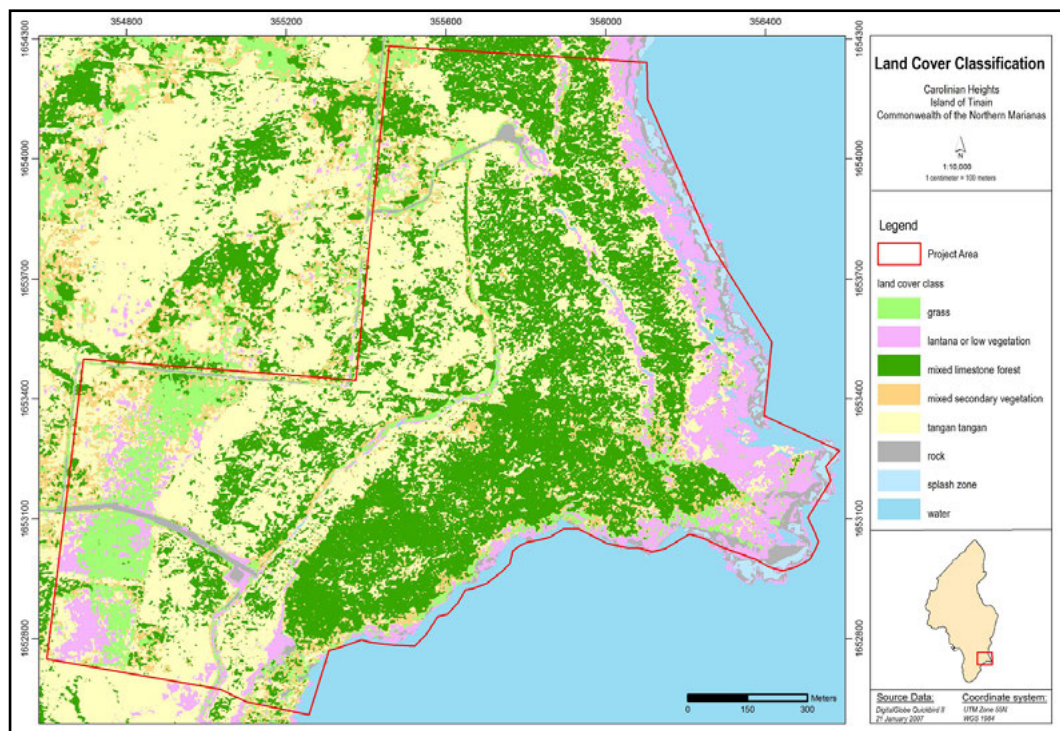 354800 355200 355600 356000 356400
1654300 1654300
1654000 1654000
1653700 1653700
1653400 1653400
1653100 1653100
1652800 1652800
Meters
0 150 300
Land Cover Classification
Carolinian Heights
Island of Tinain
Commonwealth of the Northern Marianas
N
1:10,000
1 centimeter = 100 meters
Legend
Project Area
land cover class
grass
lantana or low vegetation
mixed limestone forest
mixed secondary vegetation
tangan tangan
rock
splash zone
water
Source Data:
DigitalGlobe Quickbird II
21 January 2007
Coordinate system:
UTM Zone 55N
WGS 1984